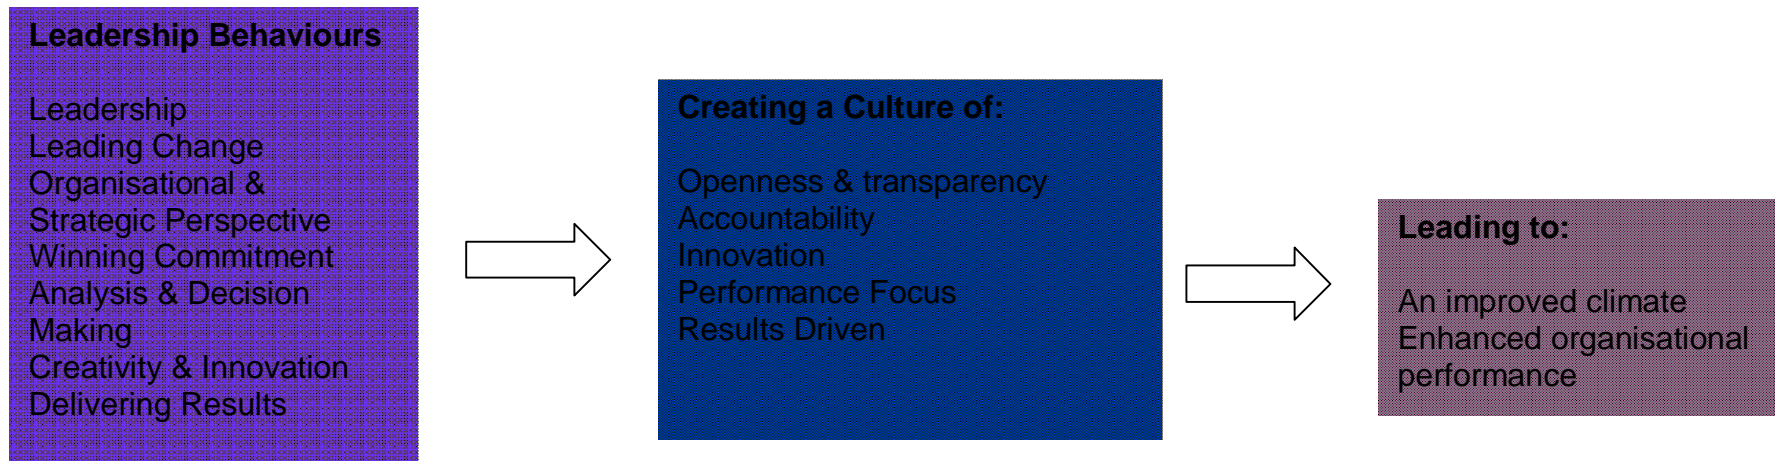 Leadership Behaviours
Leadership
Leading Change
Organisational &
Strategic Perspective
Winning Commitment
Analysis & Decision
Making
Creativity & Innovation
Delivering Results
Creating a Culture of:
Openness & transparency
Accountability
Innovation
Performance Focus
Results Driven
Leading to:
An improved climate
Enhanced organisational
performance